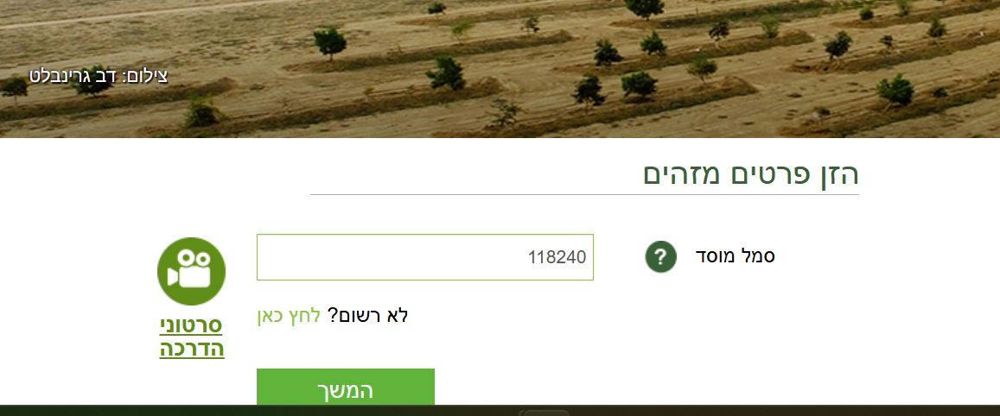 צילום: דב גרינבלט
הזן פרטים מזהים
סמל מוסד
?
118240
לא רשום? לחץ כאן
סרטוני
הדרכה
המשך